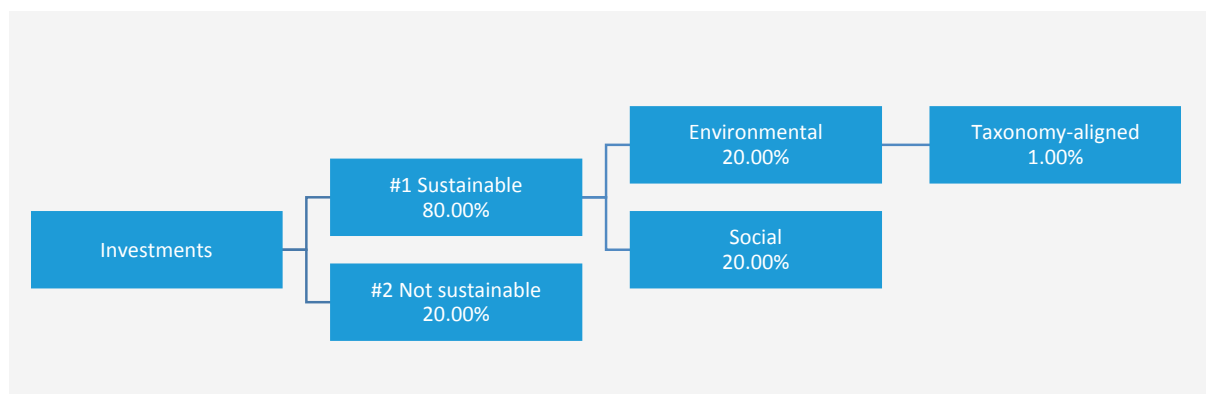 Investments
#1 Sustainable
80.00%
#2 Not sustainable
20.00%
Environmental
20.00%
Social
20.00%
Taxonomy-aligned
1.00%